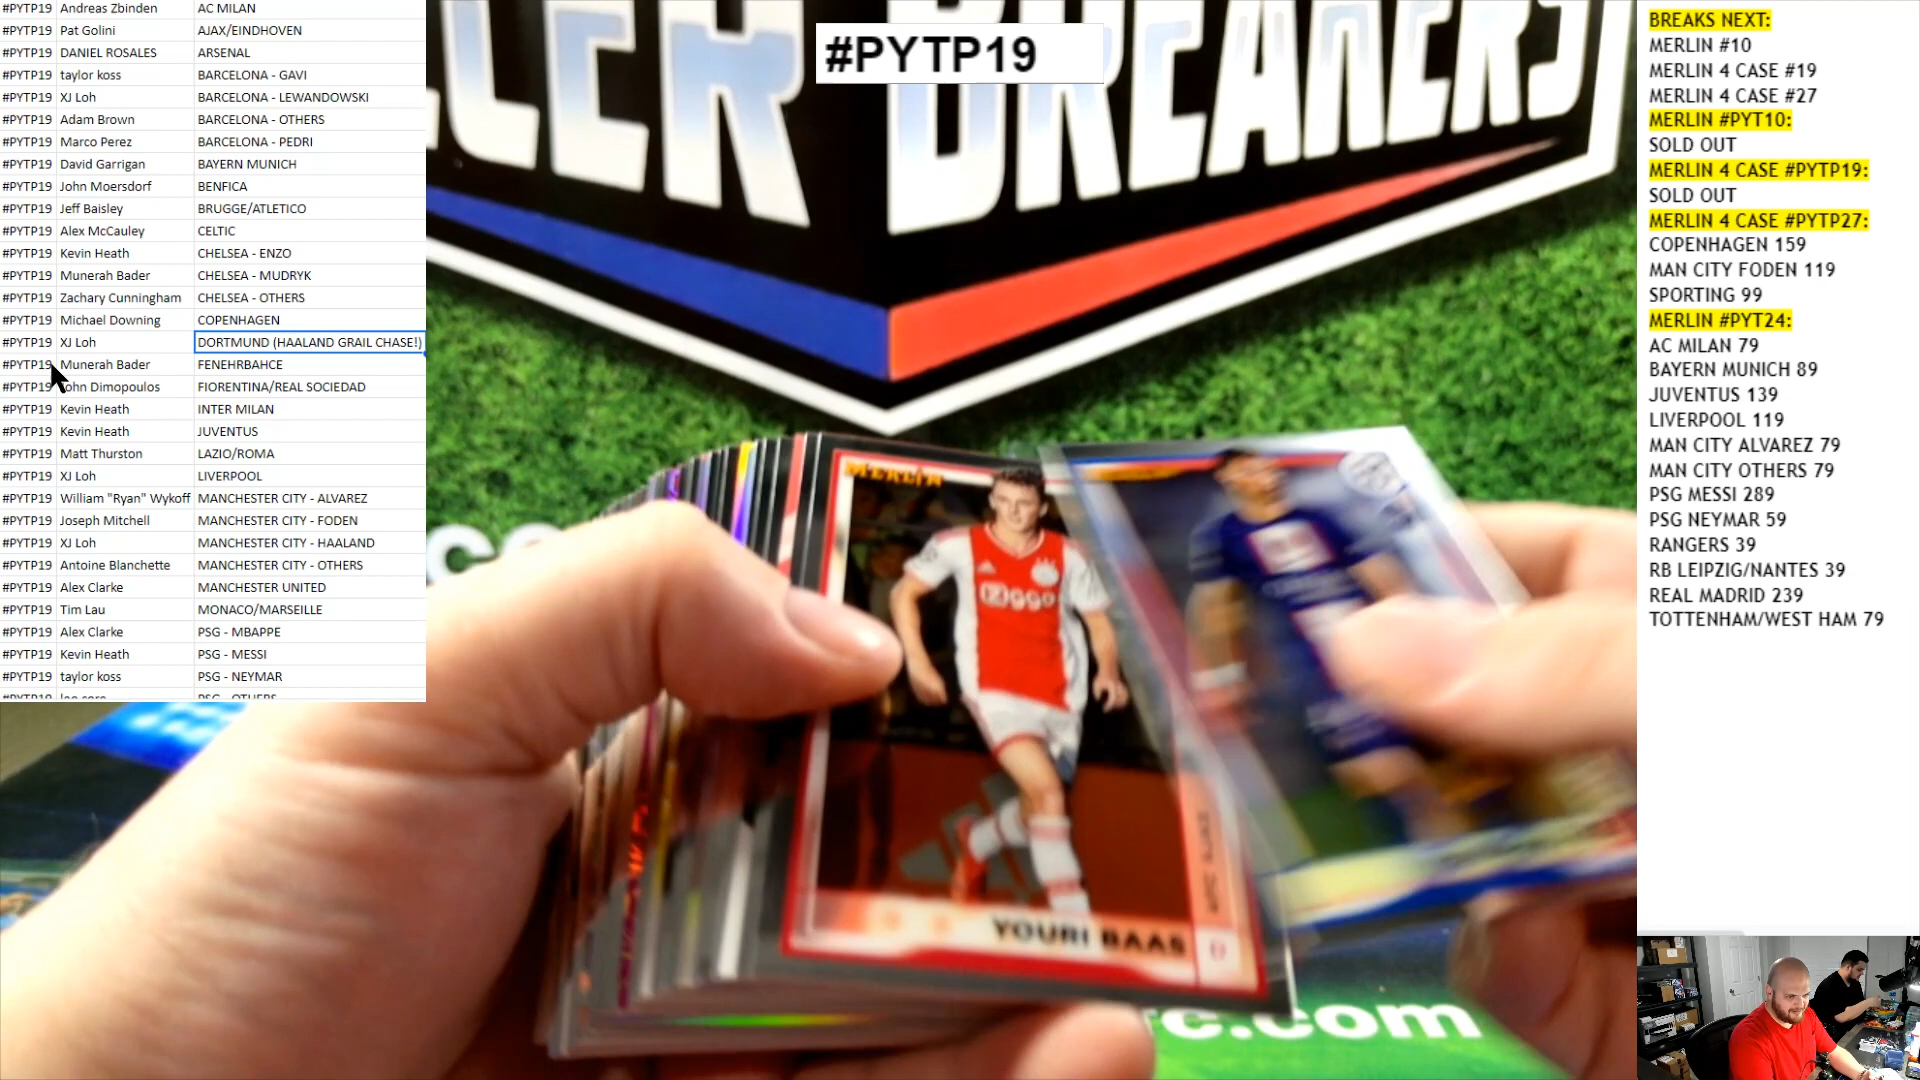 #PYTP19 Andreas Zbinden AC MILAN
#PYTP19 Pat Golini AJAX/EINDHOVEN
#PYTP19 DANIEL ROSALES ARSENAL
#PYTP19 taylor koss BARCELONA - GAVI
#PYTP19 XJ Loh BARCELONA - LEWANDOWSKI
#PYTP19 Adam Brown BARCELONA - OTHERS
#PYTP19 Marco Perez BARCELONA - PEDRI
#PYTP19 David Garrigan BAYERN MUNICH
#PYTP19 John Moersdorf BENFICA
#PYTP19 Jeff Baisley BRUGGE/ATLETICO
#PYTP19 Alex McCauley CELTIC
#PYTP19 Kevin Heath CHELSEA - ENZO
#PYTP19 Munerah Bader CHELSEA - MUDRYK
#PYTP19 Zachary Cunningham CHELSEA - OTHERS
#PYTP19 Michael Downing COPENHAGEN
#PYTP19 XJ Loh DORTMUND (HAALAND GRAIL CHASE!)
#PYTP19 Munerah Bader FENEHRBAHCE
#PYTP19 John Dimopoulos FIORENTINA/REAL SOCIEDAD
#PYTP19 Kevin Heath INTER MILAN
#PYTP19 Kevin Heath JUVENTUS
#PYTP19 Matt Thurston LAZIO/ROMA
#PYTP19 XJ Loh LIVERPOOL
#PYTP19 William "Ryan" Wykoff MANCHESTER CITY - ALVAREZ
#PYTP19 Joseph Mitchell MANCHESTER CITY - FODEN
#PYTP19 XJ Loh MANCHESTER CITY - HAALAND
#PYTP19 Antoine Blanchette MANCHESTER CITY - OTHERS
#PYTP19 Alex Clarke MANCHESTER UNITED
#PYTP19 Tim Lau MONACO/MARSEILLE
#PYTP19 Alex Clarke PSG - MBAPPE
#PYTP19 Kevin Heath PSG - MESSI
#PYTP19 taylor koss PSG - NEYMAR
#PYTP19 PSG - OTHERS
#PYTP19
BREAKERS
MERLIN
Ziggo
YOURI BAAS
.com
BREAKS NEXT:
MERLIN #10
MERLIN 4 CASE #19
MERLIN 4 CASE #27
MERLIN #PYT10:
SOLD OUT
MERLIN 4 CASE #PYTP19:
SOLD OUT
MERLIN 4 CASE #PYTP27:
COPENHAGEN 159
MAN CITY FODEN 119
SPORTING 99
MERLIN #PYT24:
AC MILAN 79
BAYERN MUNICH 89
JUVENTUS 139
LIVERPOOL 119
MAN CITY ALVAREZ 79
MAN CITY OTHERS 79
PSG MESSI 289
PSG NEYMAR 59
RANGERS 39
RB LEIPZIG/NANTES 39
REAL MADRID 239
TOTTENHAM/WEST HAM 79